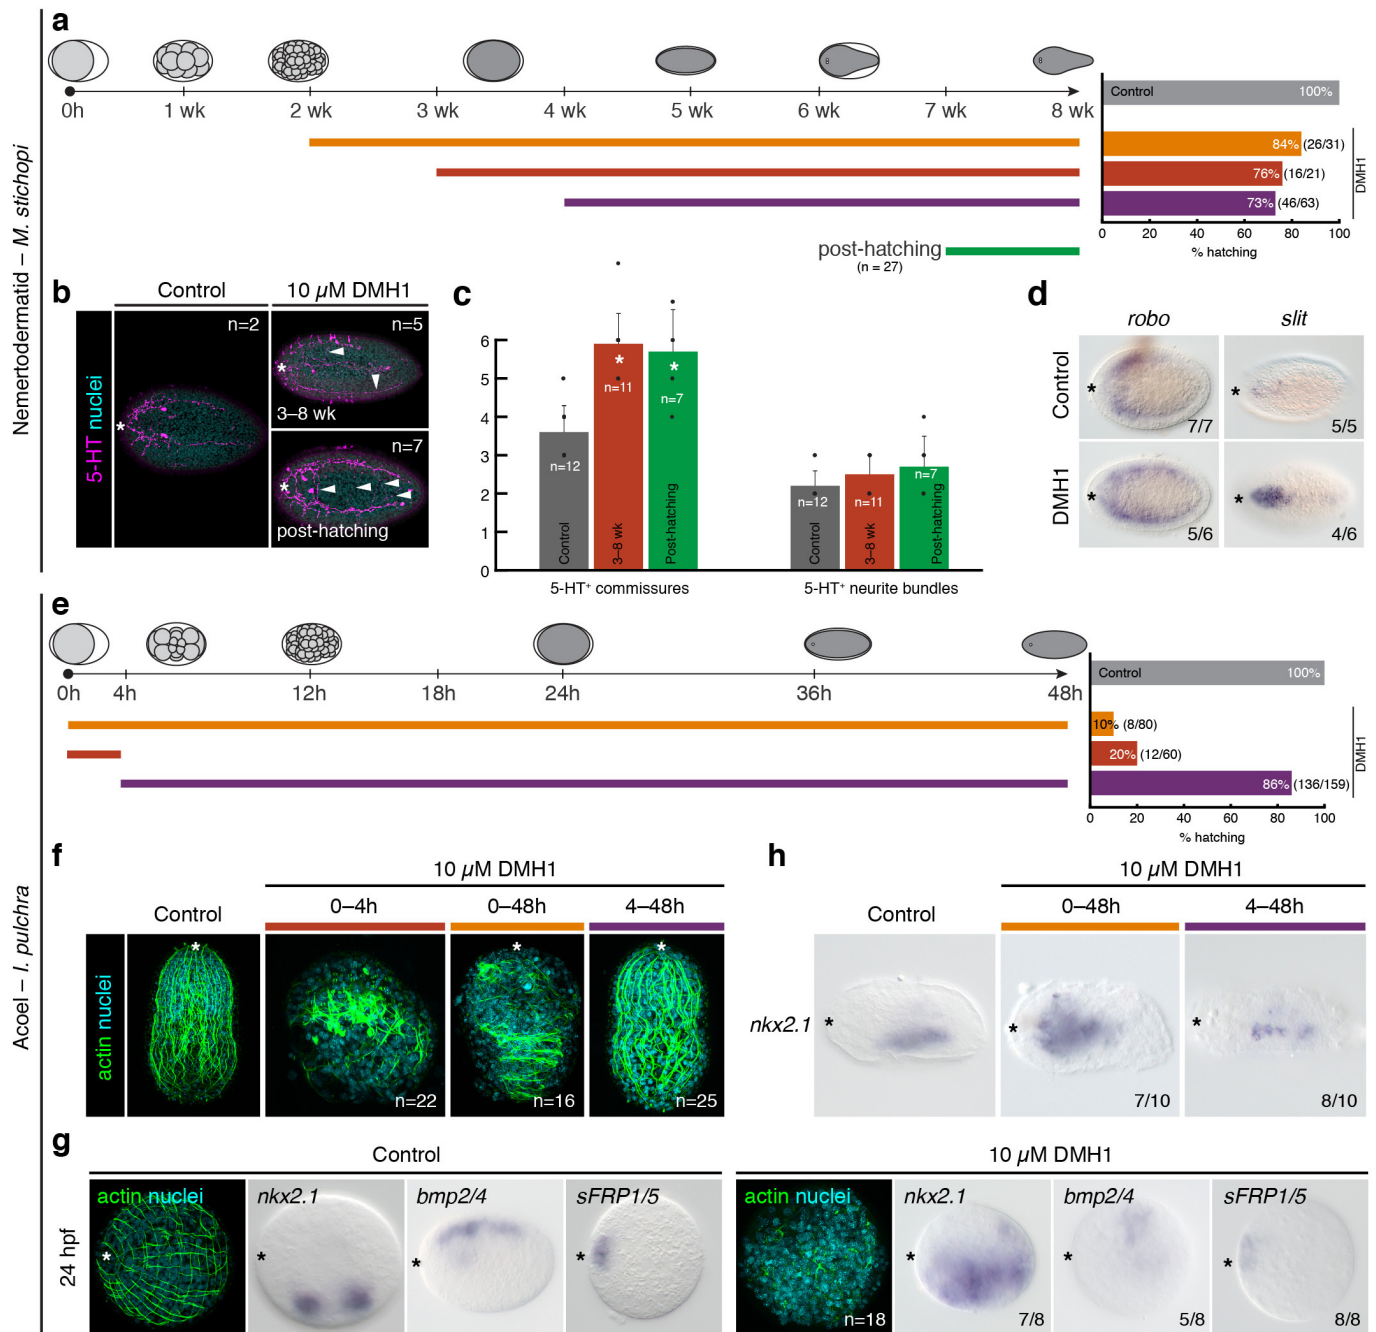 a
0h 1 wk 2 wk 3 wk 4 wk 5 wk 6 wk 7 wk 8 wk
Control 100%
84% (26/31)
76% (16/21)
73% (46/63)
DMH1
0 20 40 60 80 100
% hatching
post-hatching
(n = 27)
Nemertodermatid – M. stichopi
b
Control 10 µM DMH1
5-HT nuclei
n=2
*
n=5
*
3–8 wk
n=7
*
post-hatching
c
6
5
4
3
2
1
0
n=12
Control
*
n=11
3–8 wk
*
n=7
Post-hatching
n=12
Control
n=11
3–8 wk
n=7
Post-hatching
5-HT⁺ commissures 5-HT⁺ neurite bundles
d
robo slit
Control
* 7/7
* 5/5
DMH1
* 5/6
* 4/6
e
0h 4h 12h 18h 24h 36h 48h
Control 100%
10% (8/80)
20% (12/60)
86% (136/159)
DMH1
0 20 40 60 80 100
% hatching
Acoel – I. pulchra
f
10 µM DMH1
Control 0–4h 0–48h 4–48h
actin nuclei
*
n=22
*
n=16
*
n=25
h
10 µM DMH1
Control 0–48h 4–48h
nkx2.1 *
* 7/10
* 8/10
g
Control
24 hpf
actin nuclei
*
nkx2.1
*
bmp2/4
*
sFRP1/5
*
10 µM DMH1
actin nuclei
n=18
nkx2.1
*
7/8
bmp2/4
*
5/8
sFRP1/5
*
8/8